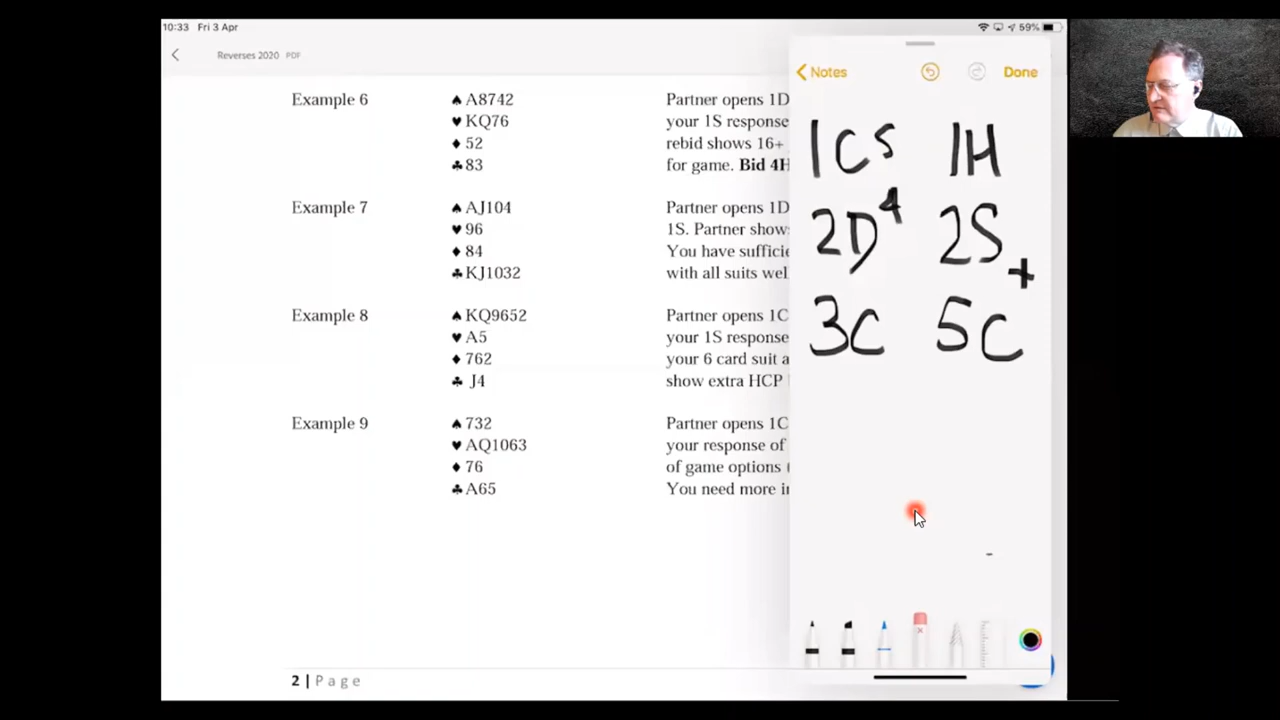 10:33 Fri 3 Apr
59%
Reverses 2020 PDF
Notes
Done
Example 6
♠ A8742
♥ KQ76
♦ 52
♣ 83
Partner opens 1D
your 1S response
rebid shows 16+
for game. Bid 4H
Example 7
♠ AJ104
♥ 96
♦ 84
♣ KJ1032
Partner opens 1D
1S. Partner show
You have sufficie
with all suits wel
Example 8
♠ KQ9652
♥ A5
♦ 762
♣ J4
Partner opens 1C
your 1S response
your 6 card suit a
show extra HCP
Example 9
♠ 732
♥ AQ1063
♦ 76
♣ A65
Partner opens 1C
your response of
of game options (
You need more in
2 | Page
1C5 1H
2D4 2S+
3C 5C